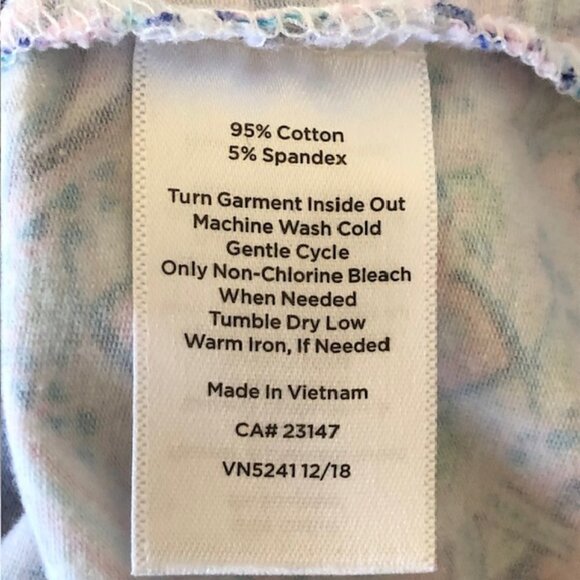 95% Cotton
5% Spandex
Turn Garment Inside Out
Machine Wash Cold
Gentle Cycle
Only Non-Chlorine Bleach
When Needed
Tumble Dry Low
Warm Iron, If Needed
Made In Vietnam
CA# 23147
VN5241 12/18